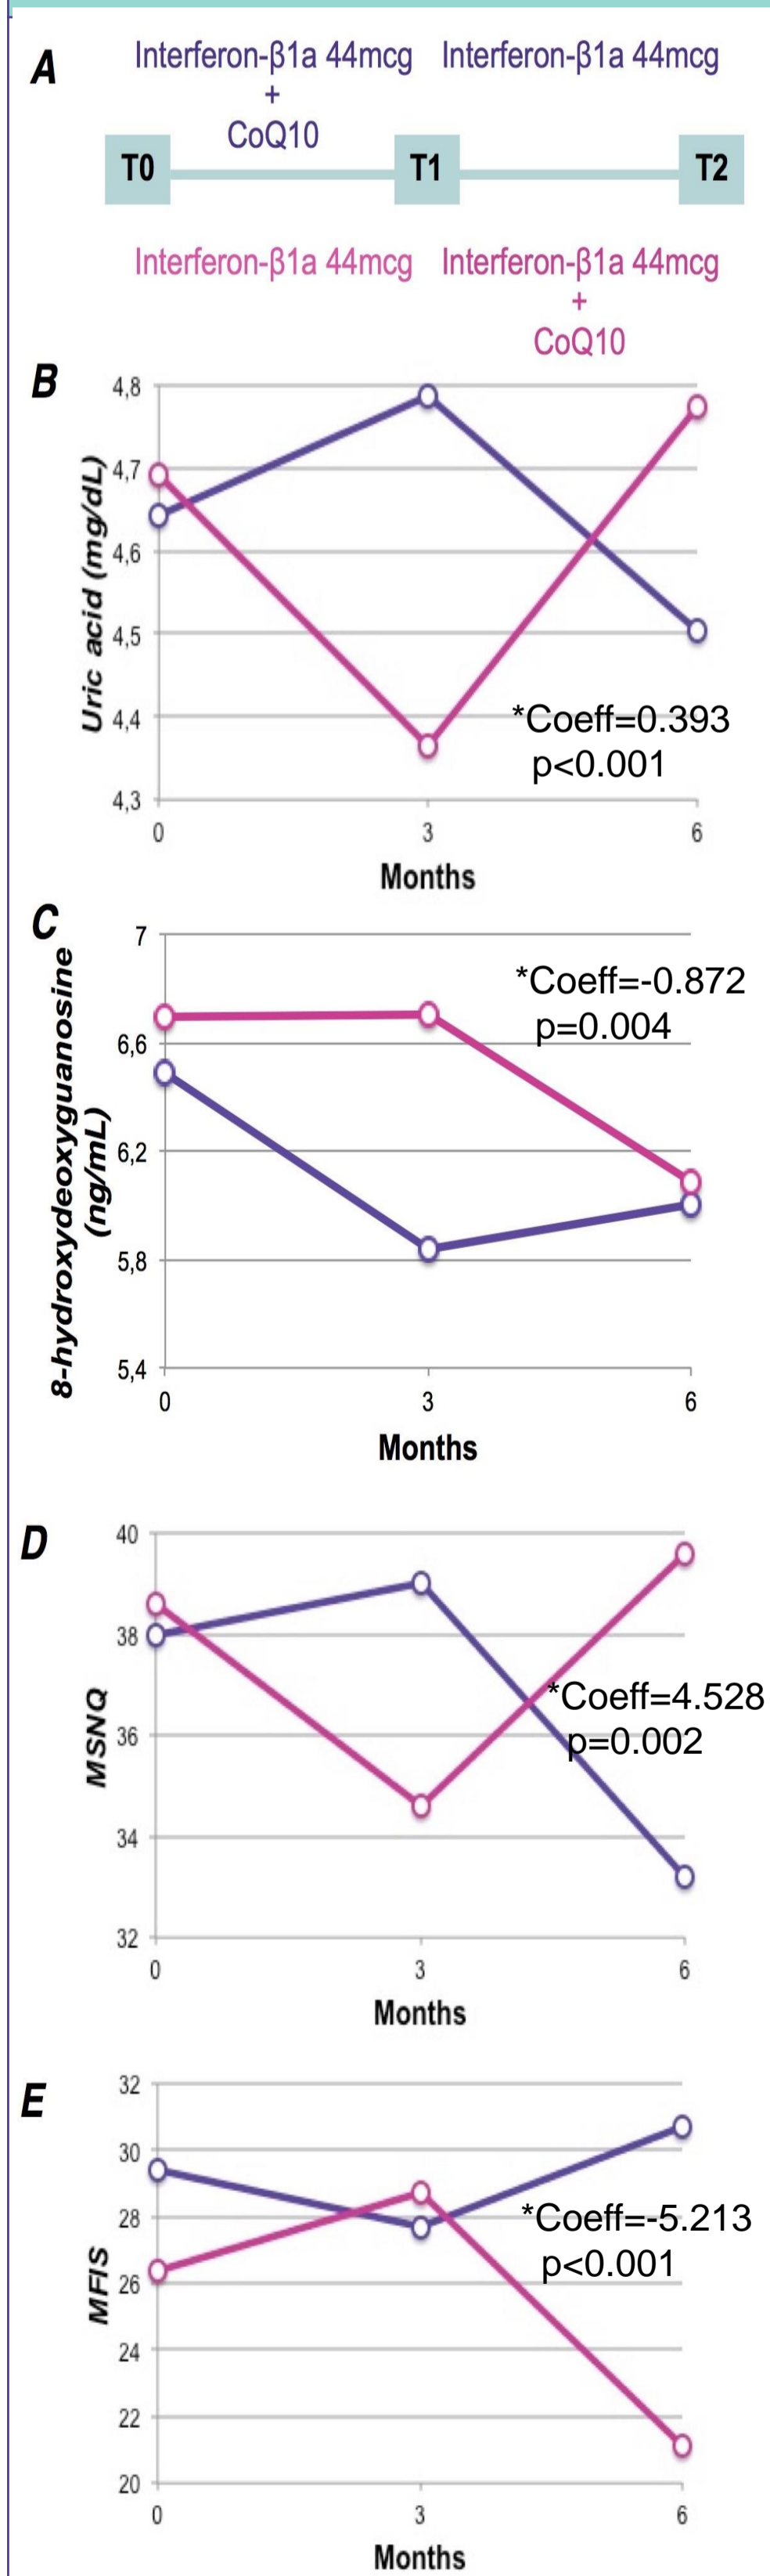 A
Interferon-β1a 44mcg Interferon-β1a 44mcg
+
CoQ10
T0 T1 T2
Interferon-β1a 44mcg Interferon-β1a 44mcg
+
CoQ10
B
Uric acid (mg/dL)
4,8
4,7
4,6
4,5
4,4
4,3
*Coeff=0.393
p<0.001
0 3 6
Months
C
8-hydroxydeoxyguanosine
(ng/mL)
7
6,6
6,2
5,8
5,4
*Coeff=-0.872
p=0.004
0 3 6
Months
D
MSNQ
40
38
36
34
32
*Coeff=4.528
p=0.002
0 3 6
Months
E
MFIS
32
30
28
26
24
22
20
*Coeff=-5.213
p<0.001
0 3 6
Months